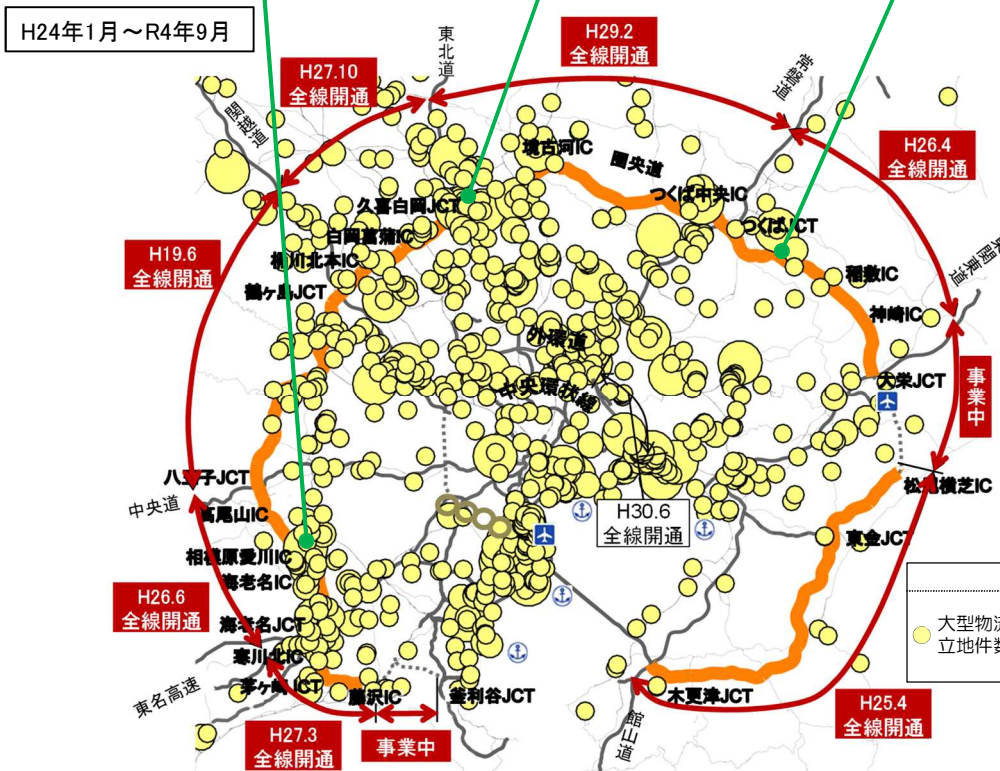 H24年1月～R4年9月
H29.2
全線開通
東北道
H27.10
全線開通
常磐道
関越道
境古河IC
圏央道
H26.4
全線開通
つくば中央IC
久喜白岡JCT
つくばJCT
白岡菖蒲IC
桶川北本IC
H19.6
全線開通
稲敷IC
東関東道
鶴ヶ島JCT
神崎IC
外環道
中央環状線
大栄JCT
事業中
八王子JCT
中央道
松尾横芝IC
高尾山IC
H30.6
全線開通
東金JCT
相模原愛川IC
海老名IC
H26.6
全線開通
海老名JCT
大型物流
立地件数
寒川北IC
茅ヶ崎JCT
東名高速
藤沢IC
釜利谷JCT
木更津JCT
H25.4
全線開通
館山道
H27.3
全線開通
事業中